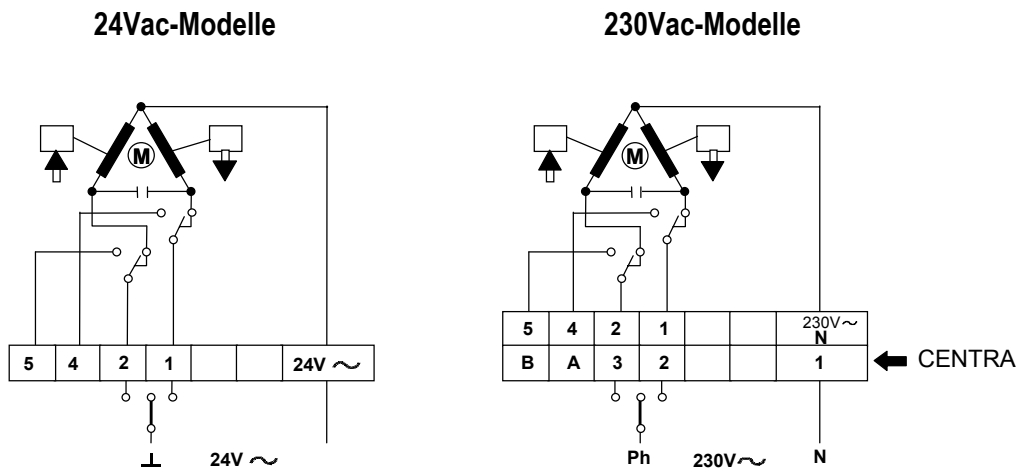 24Vac-Modelle
M
5 4 2 1 24V ~
24V ~
230Vac-Modelle
M
5 4 2 1 230V~ N
B A 3 2 1 CENTRA
Ph 230V~ N